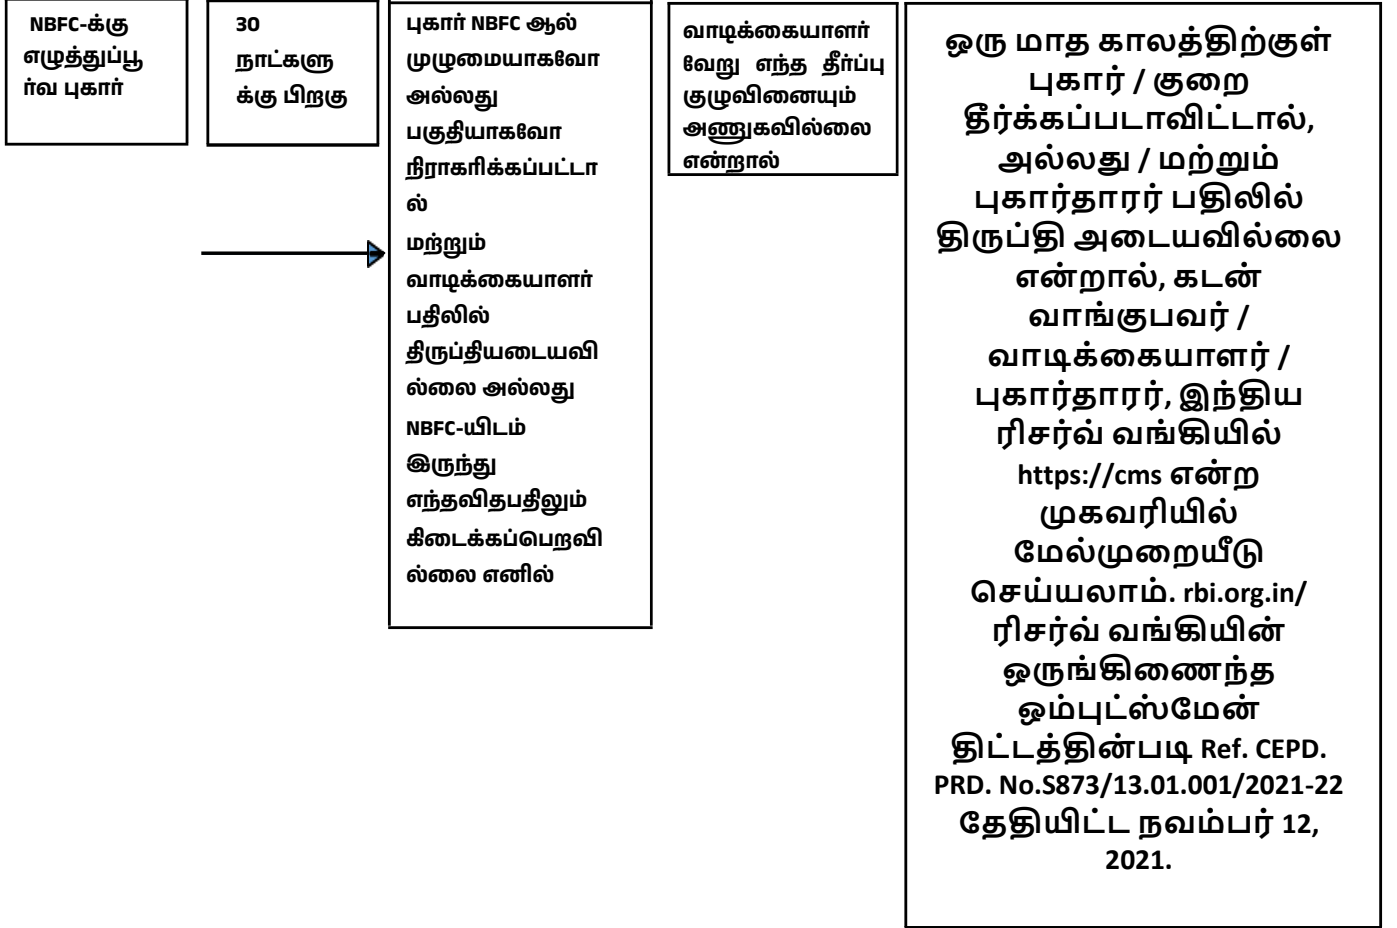 NBFC-க்கு
எழுத்துப்பூ
ர்வ புகார்
30
நாட்களு
க்கு பிறகு
புகார் NBFC ஆல்
முழுமையாகவோ
அல்லது
பகுதியாகவோ
நிராகரிக்கப்பட்டா
ல்
மற்றும்
வாடிக்கையாளர்
பதிலில்
திருப்தியடையவி
ல்லை அல்லது
NBFC-யிடம்
இருந்து
எந்தவிதபதிலும்
கிடைக்கப்பெறவி
ல்லை எனில்
வாடிக்கையாளர்
வேறு எந்த தீர்ப்பு
குழுவினையும்
அணுகவில்லை
என்றால்
ஒரு மாத காலத்திற்குள்
புகார் / குறை
தீர்க்கப்படாவிட்டால்,
அல்லது / மற்றும்
புகார்தாரர் பதிலில்
திருப்தி அடையவில்லை
என்றால், கடன்
வாங்குபவர் /
வாடிக்கையாளர் /
புகார்தாரர், இந்திய
ரிசர்வ் வங்கியில்
https://cms என்ற
முகவரியில்
மேல்முறையீடு
செய்யலாம். rbi.org.in/
ரிசர்வ் வங்கியின்
ஒருங்கிணைந்த
ஒம்புட்ஸ்மேன்
திட்டத்தின்படி Ref. CEPD.
PRD. No.S873/13.01.001/2021-22
தேதியிட்ட நவம்பர் 12,
2021.